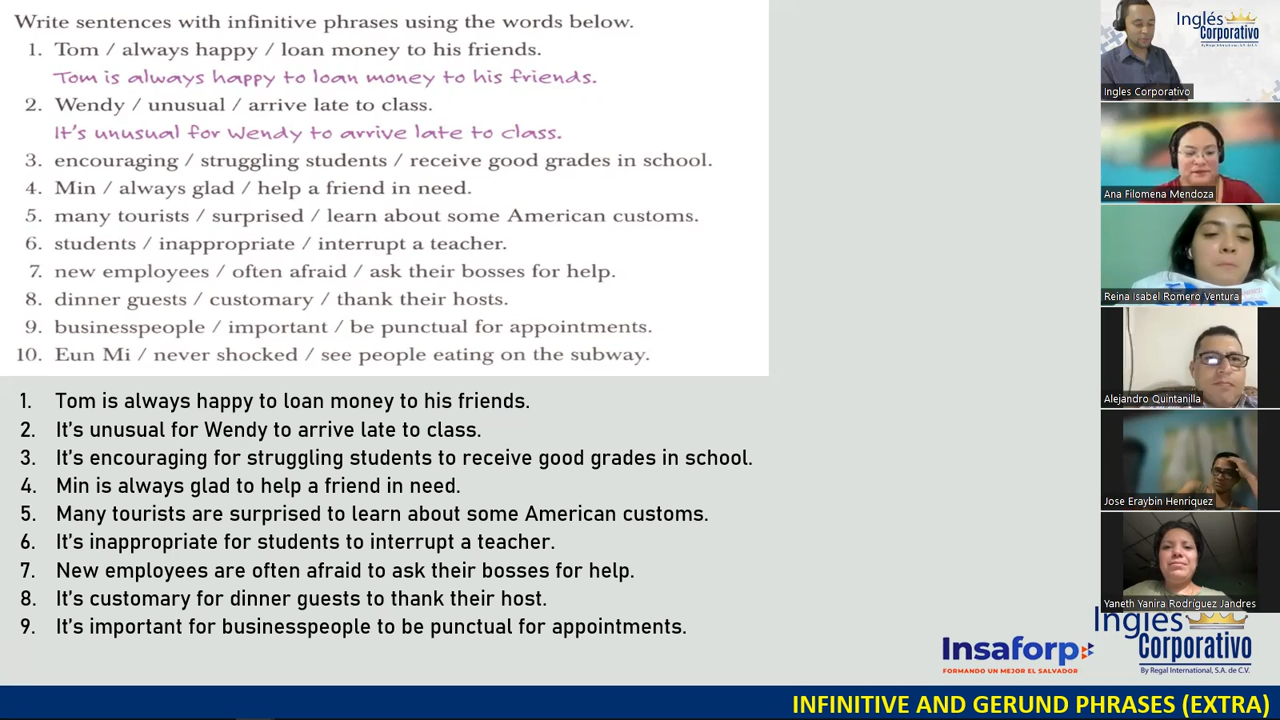 Write sentences with infinitive phrases using the words below.
1. Tom / always happy / loan money to his friends.
Tom is always happy to loan money to his friends.
2. Wendy / unusual / arrive late to class.
It's unusual for Wendy to arrive late to class.
3. encouraging / struggling students / receive good grades in school.
4. Min / always glad / help a friend in need.
5. many tourists / surprised / learn about some American customs.
6. students / inappropriate / interrupt a teacher.
7. new employees / often afraid / ask their bosses for help.
8. dinner guests / customary / thank their hosts.
9. businesspeople / important / be punctual for appointments.
10. Eun Mi / never shocked / see people eating on the subway.
1. Tom is always happy to loan money to his friends.
2. It's unusual for Wendy to arrive late to class.
3. It's encouraging for struggling students to receive good grades in school.
4. Min is always glad to help a friend in need.
5. Many tourists are surprised to learn about some American customs.
6. It's inappropriate for students to interrupt a teacher.
7. New employees are often afraid to ask their bosses for help.
8. It's customary for dinner guests to thank their host.
9. It's important for businesspeople to be punctual for appointments.
Inglés
Corporativo
By Regal International, S.A. de C.V.
Ingles Corporativo
Ana Filomena Mendoza
Reina Isabel Romero Ventura
Alejandro Quintanilla
Jose Eraybin Henriquez
Yaneth Yanira Rodríguez Jandres
Insaforp
FORMANDO UN MEJOR EL SALVADOR
Inglés
Corporativo
By Regal International, S.A. de C.V.
INFINITIVE AND GERUND PHRASES (EXTRA)